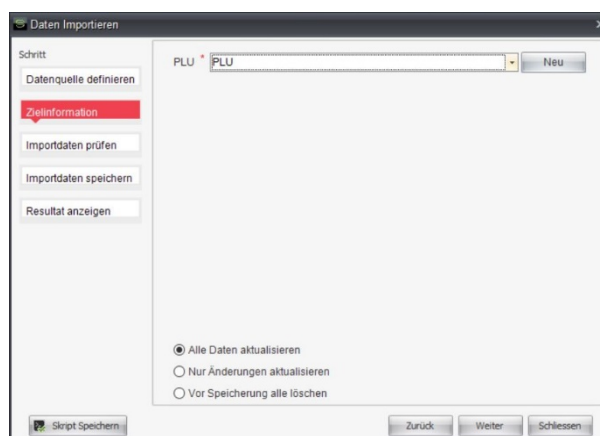 Daten Importieren
Schritt
Datenquelle definieren
Zielinformation
Importdaten prüfen
Importdaten speichern
Resultat anzeigen
PLU * PLU
Neu
Alle Daten aktualisieren
Nur Änderungen aktualisieren
Vor Speicherung alle löschen
Skript Speichern
Zurück
Weiter
Schliessen